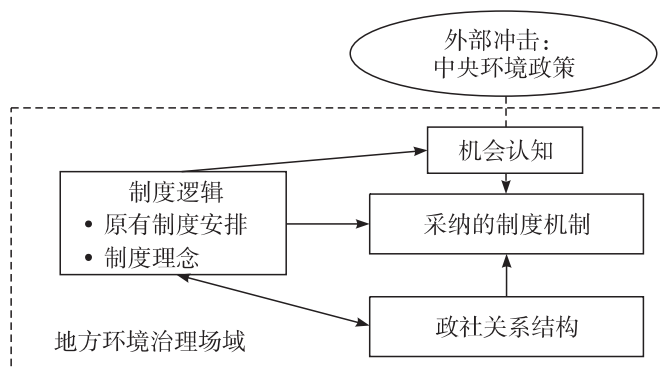 外部冲击：
中央环境政策
机会认知
制度逻辑
• 原有制度安排
• 制度理念
采纳的制度机制
政社关系结构
地方环境治理场域